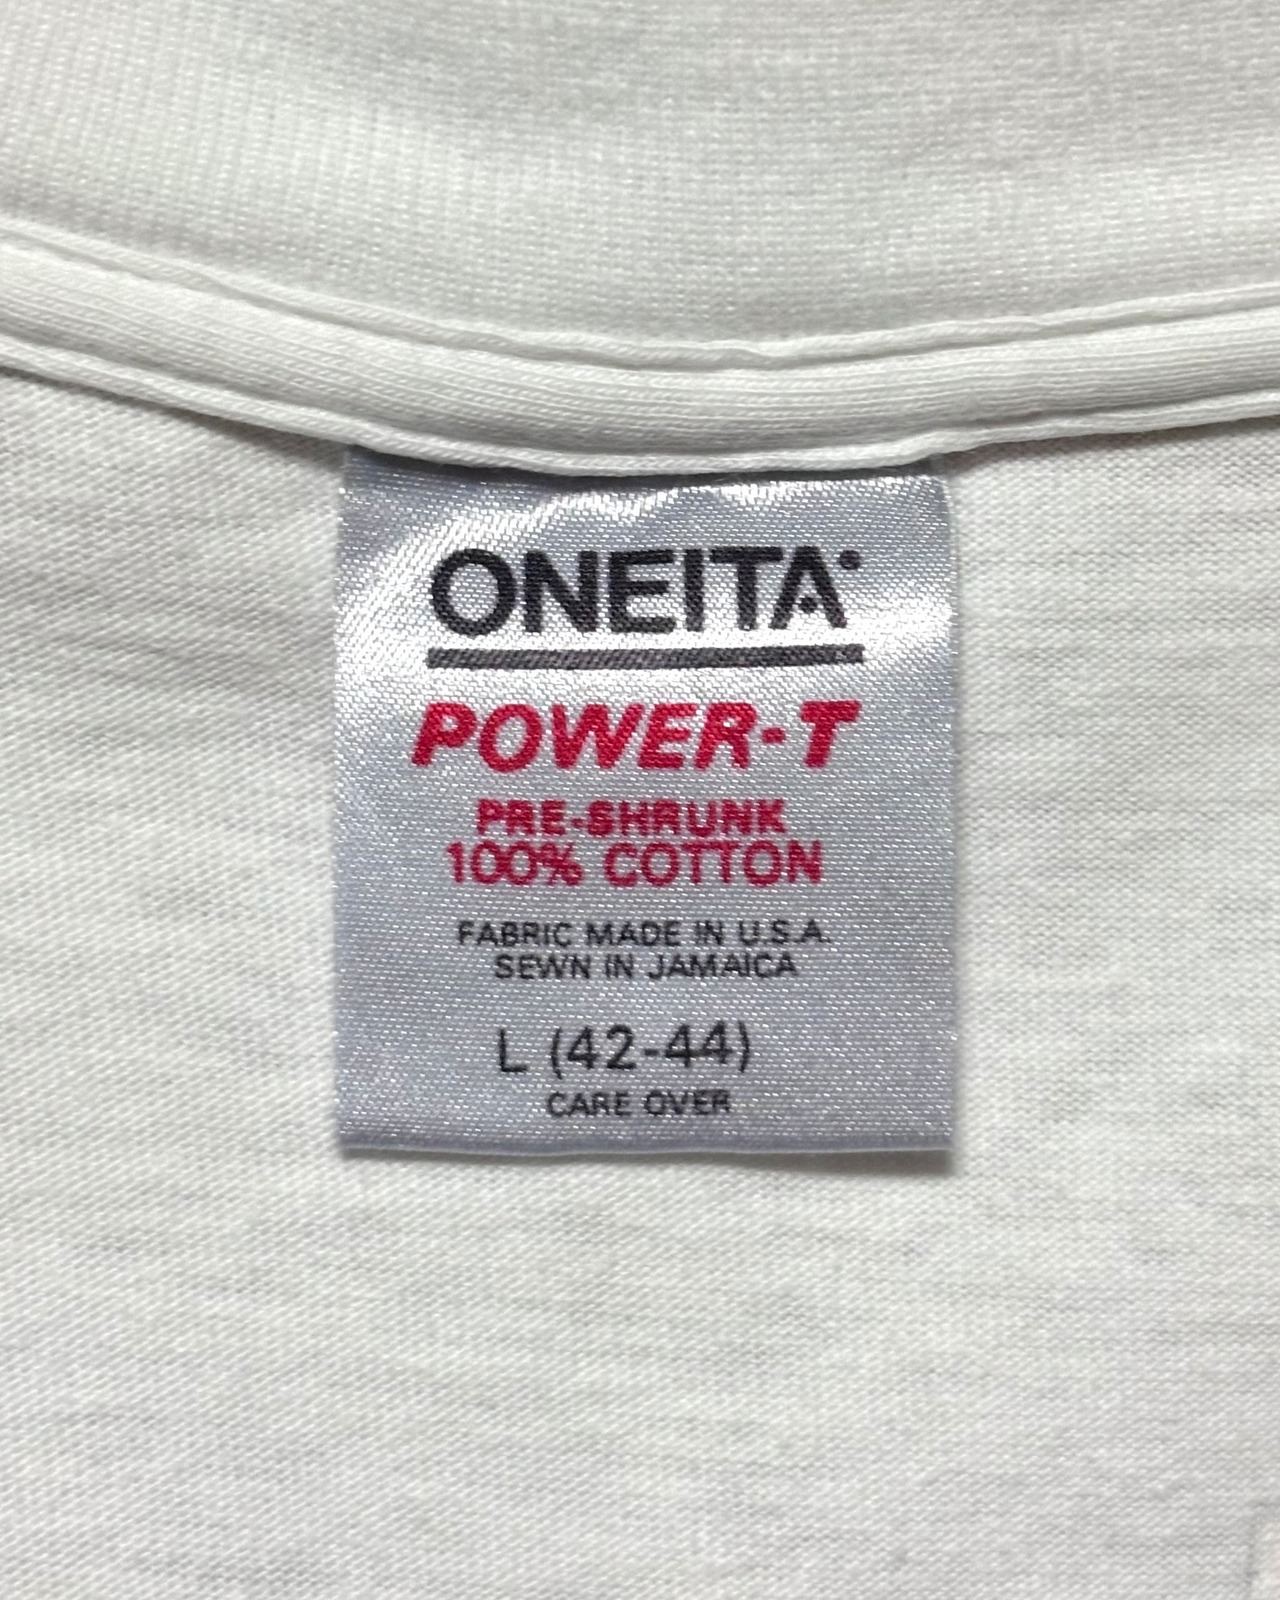 ONEITA
POWER-T
PRE-SHRUNK
100% COTTON
FABRIC MADE IN U.S.A.
SEWN IN JAMAICA
L (42-44)
CARE OVER